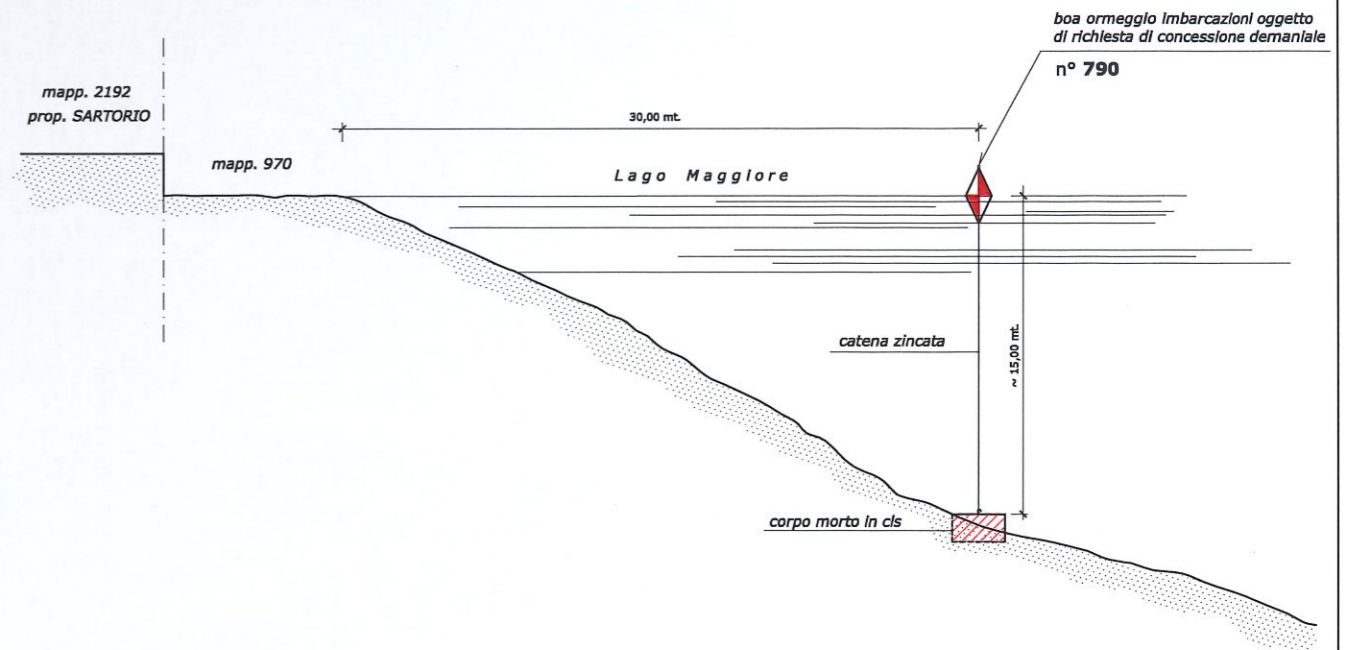 boa ormeggio imbarcazioni oggetto
di richiesta di concessione demaniale
n° 790
mapp. 2192
prop. SARTORIO
30,00 mt.
mapp. 970
Lago Maggiore
catena zincata
~ 15,00 mt.
corpo morto in cls